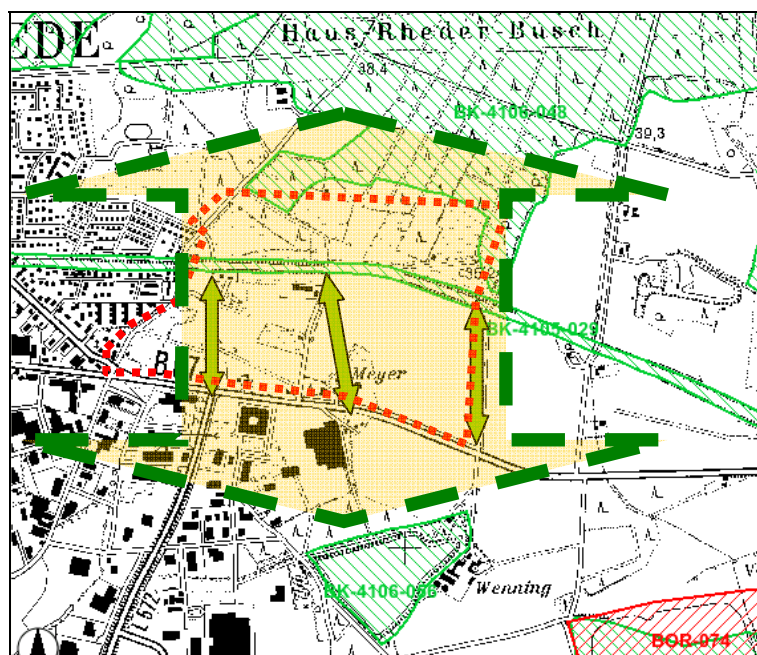 EDE
Haus Rheder-Busch
38,4
BK-4106-048
39,3
BK-4105-029
B
Meyer
BK-4106-056
Wenning
L 572
BOR-074